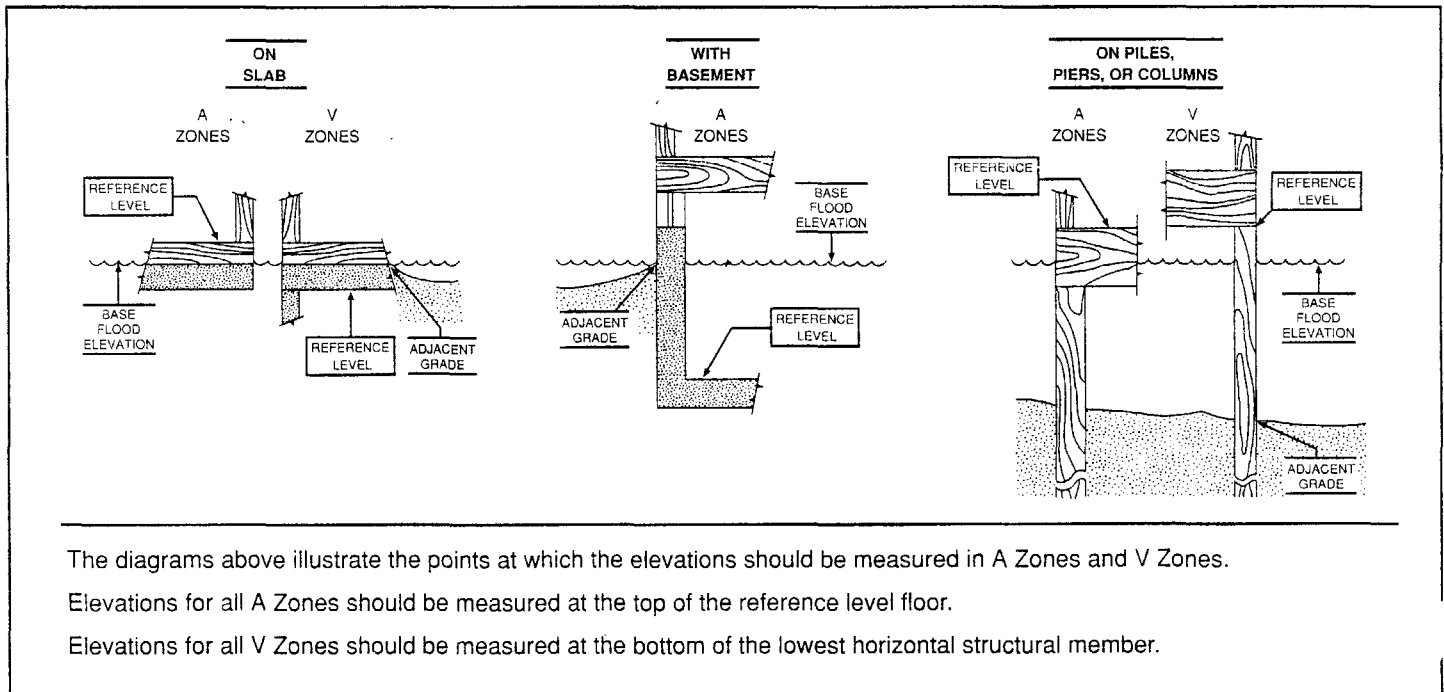 ON
SLAB
A ZONES
V ZONES
REFERENCE
LEVEL
BASE
FLOOD
ELEVATION
REFERENCE
LEVEL
ADJACENT
GRADE
WITH
BASEMENT
A
ZONES
BASE
FLOOD
ELEVATION
ADJACENT
GRADE
REFERENCE
LEVEL
ON PILES,
PIERS, OR COLUMNS
A
ZONES
V
ZONES
REFERENCE
LEVEL
REFERENCE
LEVEL
BASE
FLOOD
ELEVATION
ADJACENT
GRADE
The diagrams above illustrate the points at which the elevations should be measured in A Zones and V Zones.
Elevations for all A Zones should be measured at the top of the reference level floor.
Elevations for all V Zones should be measured at the bottom of the lowest horizontal structural member.